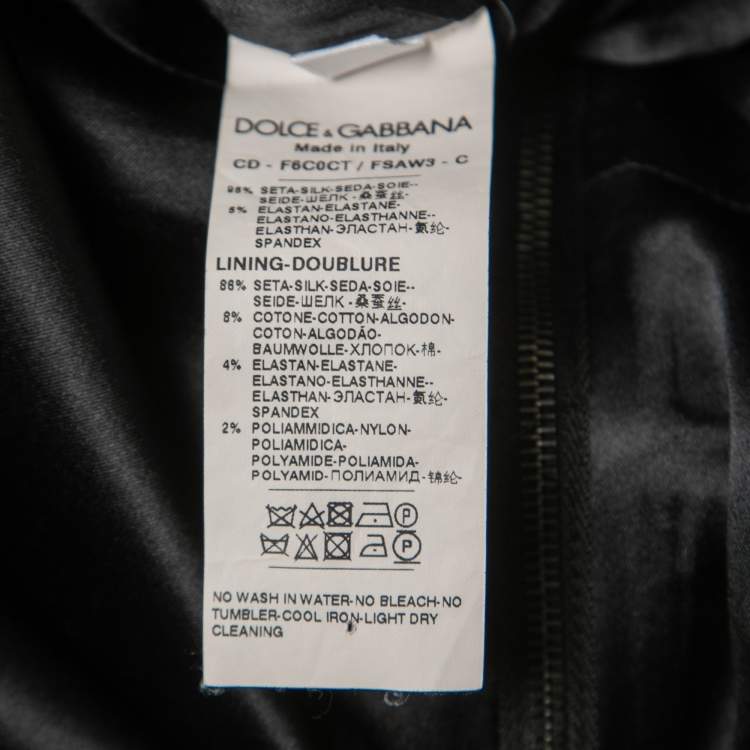 DOLCE & GABBANA
Made in Italy
CD - F6C0CT / FSAW3 - C
95% SETA-SILK-SEDA-SOIE--
SEIDE-ШЕЛК-桑蚕丝-
5% ELASTAN-ELASTANE-
ELASTANO-ELASTHANNE--
ELASTHAN-ЭЛАСТАН-氨纶-
SPANDEX
LINING-DOUBLURE
86% SETA-SILK-SEDA-SOIE--
SEIDE-ШЕЛК-桑蚕丝-
8% COTONE-COTTON-ALGODON-
COTON-ALGODÃO-
BAUMWOLLE-ХЛОПОК-棉-
4% ELASTAN-ELASTANE-
ELASTANO-ELASTHANNE--
ELASTHAN-ЭЛАСТАН-氨纶-
SPANDEX
2% POLIAMMIDICA-NYLON-
POLIAMIDICA-
POLYAMIDE-POLIAMIDA-
POLYAMID-ПОЛИАМИД-锦纶-
P
P
NO WASH IN WATER-NO BLEACH-NO
TUMBLER-COOL IRON-LIGHT DRY
CLEANING